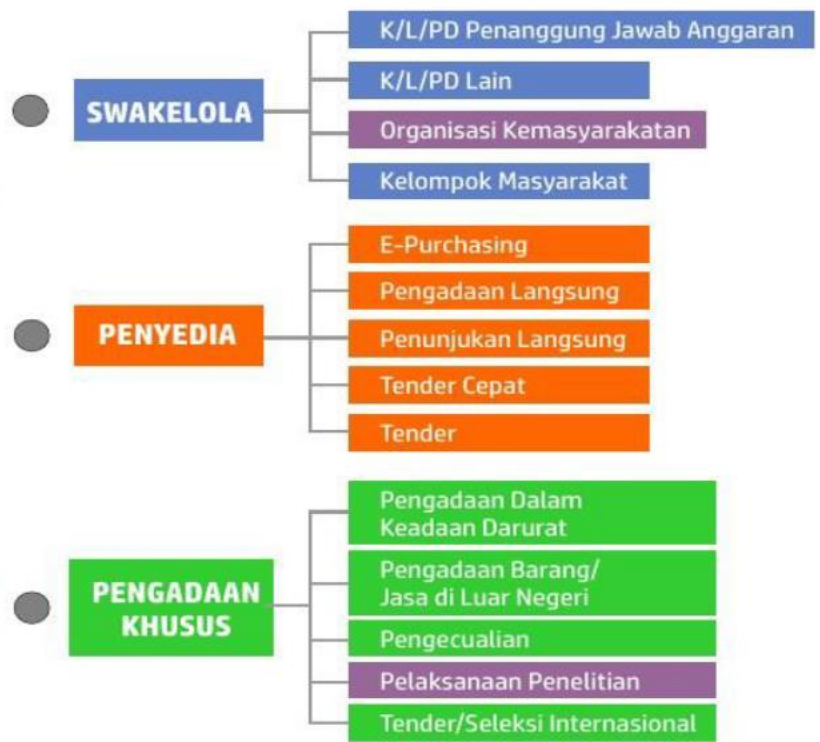 SWAKELOLA
K/L/PD Penanggung Jawab Anggaran
K/L/PD Lain
Organisasi Kemasyarakatan
Kelompok Masyarakat
PENYEDIA
E-Purchasing
Pengadaan Langsung
Penunjukan Langsung
Tender Cepat
Tender
PENGADAAN
KHUSUS
Pengadaan Dalam
Keadaan Darurat
Pengadaan Barang/
Jasa di Luar Negeri
Pengecualian
Pelaksanaan Penelitian
Tender/Seleksi Internasional